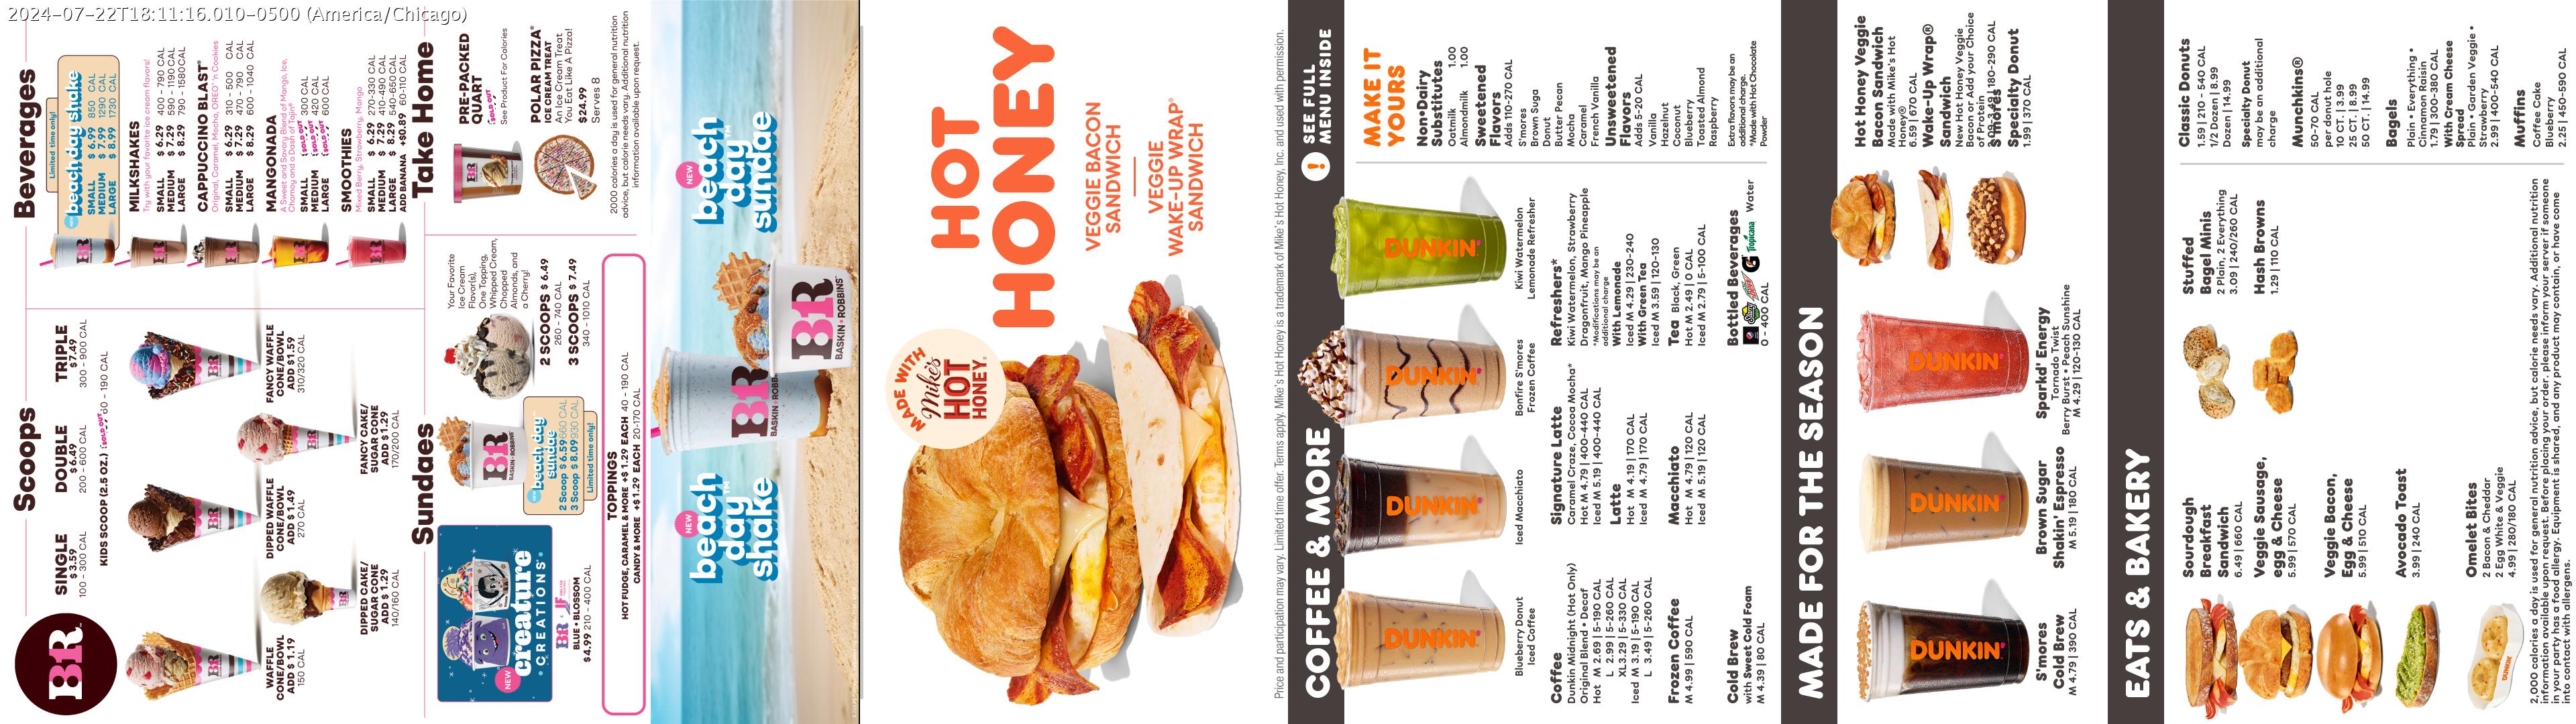 2024-07-22T18:11:16.010-0500 (America/Chicago)
BR
Scoops
SINGLE
$ 3.59
100 - 300 CAL
DOUBLE
$ 6.49
200 - 600 CAL
TRIPLE
$7.49
300 - 900 CAL
KIDS SCOOP (2.5 OZ.) SOLD OUT 60 - 190 CAL
WAFFLE
CONE/BOWL
ADD $ 1.19
150 CAL
DIPPED CAKE/
SUGAR CONE
ADD $ 1.29
140/160 CAL
DIPPED WAFFLE
CONE/BOWL
ADD $ 1.49
270 CAL
FANCY CAKE/
SUGAR CONE
ADD $ 1.29
170/200 CAL
FANCY WAFFLE
CONE/BOWL
ADD $1.59
310/320 CAL
Beverages
Limited time only!
beach day shake
SMALL $ 6.99 850 CAL
MEDIUM $ 7.99 1290 CAL
LARGE $ 8.99 1730 CAL
MILKSHAKES
Try with your favorite ice cream flavors!
SMALL $ 6.29 400 - 790 CAL
MEDIUM $ 7.29 590 - 1190 CAL
LARGE $ 8.29 790 - 1580 CAL
CAPPUCCINO BLAST®
Original, Caramel, Mocha, OREO® 'n Cookies
SMALL $ 6.29 310 - 500 CAL
MEDIUM $ 7.29 470 - 790 CAL
LARGE $ 8.29 600 - 1040 CAL
MANGONADA
A Sweet and Savory Blend of Mango, Ice,
Chamoy and a Dash of Tajín®
SMALL SOLD OUT 300 CAL
MEDIUM SOLD OUT 420 CAL
LARGE SOLD OUT 600 CAL
SMOOTHIES
Mixed Berry, Strawberry, Mango
SMALL $ 6.29 270-330 CAL
MEDIUM $ 7.29 410-490 CAL
LARGE $ 8.29 540-650 CAL
ADD BANANA +$0.89 60-110 CAL
Sundaes
NEW
creature
CREATIONS®
BLUE • BLOSSOM
$4.99 210 - 400 CAL
BR
BASKIN-ROBBINS
beach day
sundae
2 Scoop $ 6.59 660 CAL
3 Scoop $ 8.09 930 CAL
Limited time only!
Your Favorite
Ice Cream
Flavor(s),
One Topping,
Whipped Cream,
Chopped
Almonds, and
a Cherry!
2 SCOOPS $ 6.49
260 - 740 CAL
3 SCOOPS $ 7.49
340 - 1010 CAL
TOPPINGS
HOT FUDGE, CARAMEL & MORE +$ 1.29 EACH 40 - 190 CAL
CANDY & MORE +$1.29 EACH 20-170 CAL
Take Home
PRE-PACKED
QUART
SOLD OUT
See Product For Calories
POLAR PIZZA®
ICE CREAM TREAT
An Ice Cream Treat
You Eat Like A Pizza!
$24.99
Serves 8
2000 calories a day is used for general nutrition
advice, but calorie needs vary. Additional nutrition
information available upon request.
NEW
beach
day™
shake
BR
BASKIN-ROBBINS
BR
BASKIN-ROBBINS
NEW
beach
day™
sundae
MADE WITH
Mike's
HOT
HONEY
HOT
HONEY
VEGGIE BACON
SANDWICH
VEGGIE
WAKE-UP WRAP®
SANDWICH
Price and participation may vary. Limited time offer. Terms apply. Mike's Hot Honey is a trademark of Mike's Hot Honey, Inc. and used with permission.
COFFEE & MORE
! SEE FULL
MENU INSIDE
DUNKIN'
Blueberry Donut
Iced Coffee
DUNKIN'
Iced Macchiato
DUNKIN'
Bonfire S'mores
Frozen Coffee
DUNKIN'
Kiwi Watermelon
Lemonade Refresher
Coffee
Dunkin Midnight (Hot Only)
Original Blend • Decaf
Hot M 2.69 | 5-190 CAL
L 2.99 | 5-260 CAL
XL 3.29 | 5-330 CAL
Iced M 3.19 | 5-190 CAL
L 3.49 | 5-260 CAL
Frozen Coffee
M 4.99 | 590 CAL
Cold Brew
with Sweet Cold Foam
M 4.39 | 80 CAL
Signature Latte
Caramel Craze, Cocoa Mocha*
Hot M 4.79 | 400-440 CAL
Iced M 5.19 | 400-440 CAL
Latte
Hot M 4.19 | 170 CAL
Iced M 4.79 | 170 CAL
Macchiato
Hot M 4.79 | 120 CAL
Iced M 5.19 | 120 CAL
Refreshers*
Kiwi Watermelon, Strawberry
Dragonfruit, Mango Pineapple
*Modifications may be an
additional charge
With Lemonade
Iced M 4.29 | 230-240
With Green Tea
Iced M 3.59 | 120-130
Tea Black, Green
Hot M 2.49 | 0 CAL
Iced M 2.79 | 5-100 CAL
Bottled Beverages
Tropicana Water
0 - 400 CAL
MAKE IT
YOURS
Non•Dairy
Substitutes
Oatmilk 1.00
Almondmilk 1.00
Sweetened
Flavors
Adds 110-270 CAL
S'mores
Brown Suga
Donut
Butter Pecan
Mocha
Caramel
French Vanilla
Unsweetened
Flavors
Adds 5-20 CAL
Vanilla
Hazelnut
Coconut
Blueberry
Toasted Almond
Raspberry
Extra flavors may be an
additional charge.
*Made with Hot Chocolate
Powder
MADE FOR THE SEASON
DUNKIN'
S'mores
Cold Brew
M 4.79 | 390 CAL
DUNKIN'
Brown Sugar
Shakin' Espresso
M 5.19 | 180 CAL
DUNKIN'
Sparkd' Energy
Tornado Twist
Berry Burst • Peach Sunshine
M 4.29 | 120-130 CAL
Hot Honey Veggie
Bacon Sandwich
Made with Mike's Hot
Honey®
6.59 | 670 CAL
Wake-Up Wrap®
Sandwich
New Hot Honey Veggie
Bacon or Add your Choice
of Protein
180-290 CAL
Specialty Donut
1.99 | 370 CAL
EATS & BAKERY
Sourdough
Breakfast
Sandwich
6.49 | 660 CAL
Veggie Sausage,
egg & Cheese
5.99 | 570 CAL
Veggie Bacon,
Egg & Cheese
5.99 | 510 CAL
Avocado Toast
3.99 | 240 CAL
Omelet Bites
2 Bacon & Cheddar
2 Egg White & Veggie
4.99 | 280/180 CAL
Stuffed
Bagel Minis
2 Plain, 2 Everything
3.09 | 240/260 CAL
Hash Browns
1.29 | 110 CAL
Classic Donuts
1.59 | 210 - 540 CAL
1/2 Dozen | 8.99
Dozen | 14.99
Specialty Donut
may be an additional
charge
Munchkins®
50-70 CAL
per donut hole
10 CT. | 3.99
25 CT. | 8.99
50 CT. | 14.99
Bagels
Plain • Everything •
Cinnamon Raisin
1.79 | 300-380 CAL
With Cream Cheese
Spread
Plain • Garden Veggie •
Strawberry
2.99 | 400-540 CAL
Muffins
Coffee Cake
Blueberry
2.25 | 450-590 CAL
2,000 calories a day is used for general nutrition advice, but calorie needs vary. Additional nutrition
information available upon request. Before placing your order, please inform your server if someone
in your party has a food allergy. Equipment is shared, and any product may contain, or have come
into contact with allergens.